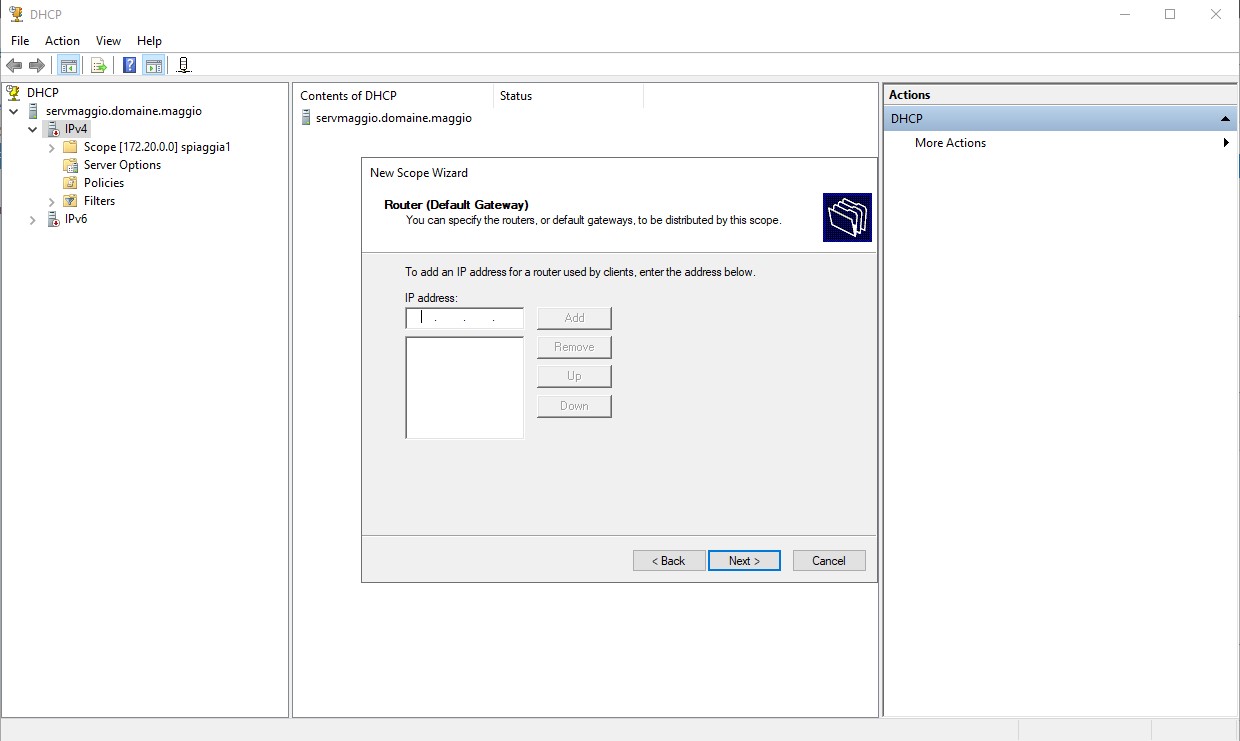 DHCP
File Action View Help
DHCP
servmaggio.domaine.maggio
IPv4
Scope [172.20.0.0] spiaggia1
Server Options
Policies
Filters
IPv6
Contents of DHCP Status
servmaggio.domaine.maggio
New Scope Wizard
Router (Default Gateway)
You can specify the routers, or default gateways, to be distributed by this scope.
To add an IP address for a router used by clients, enter the address below.
IP address:
. . .
Add
Remove
Up
Down
< Back Next > Cancel
Actions
DHCP
More Actions